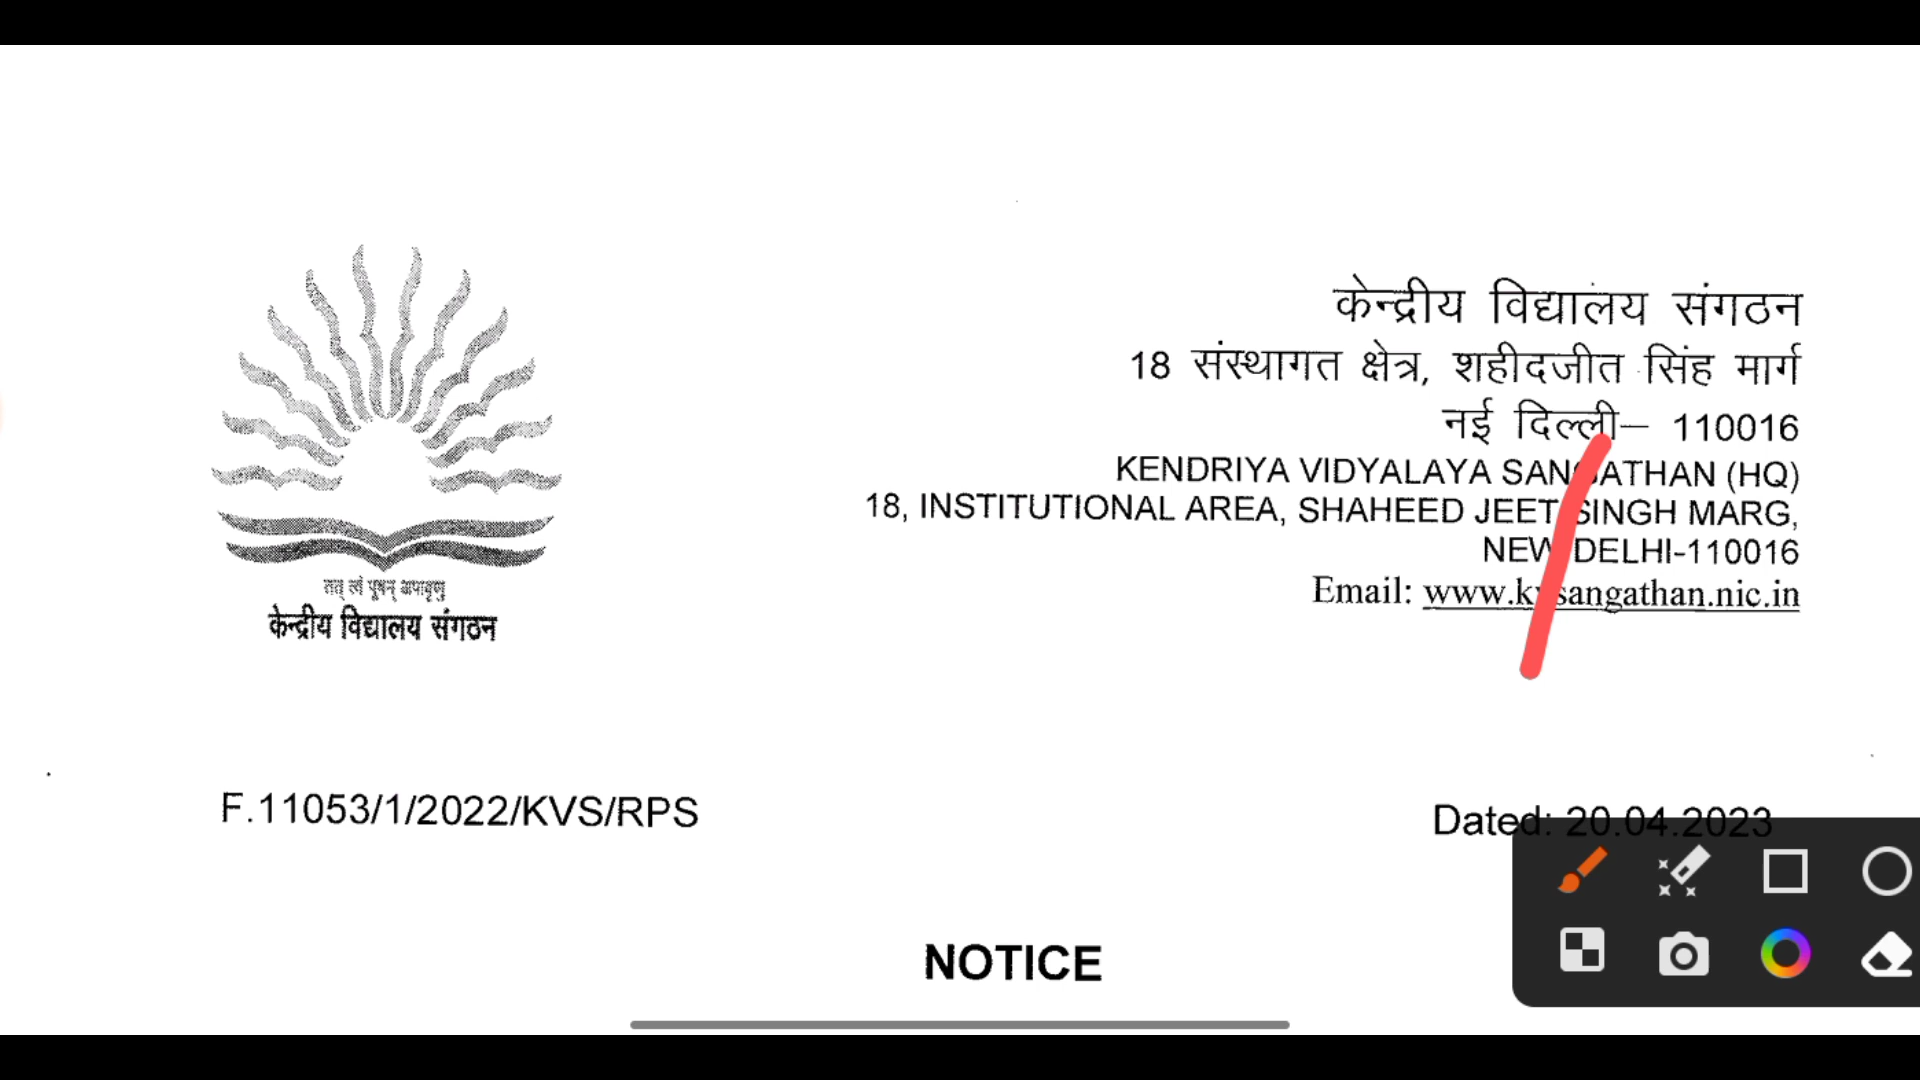 केन्द्रीय विद्यालय संगठन
18 संस्थागत क्षेत्र, शहीदजीत सिंह मार्ग
नई दिल्ली– 110016
KENDRIYA VIDYALAYA SANGATHAN (HQ)
18, INSTITUTIONAL AREA, SHAHEED JEET SINGH MARG,
NEW DELHI-110016
Email: www.kvsangathan.nic.in
तत् त्वं पूषन् अपावृणु
केन्द्रीय विद्यालय संगठन
F.11053/1/2022/KVS/RPS
Dated: 20.04.2023
NOTICE